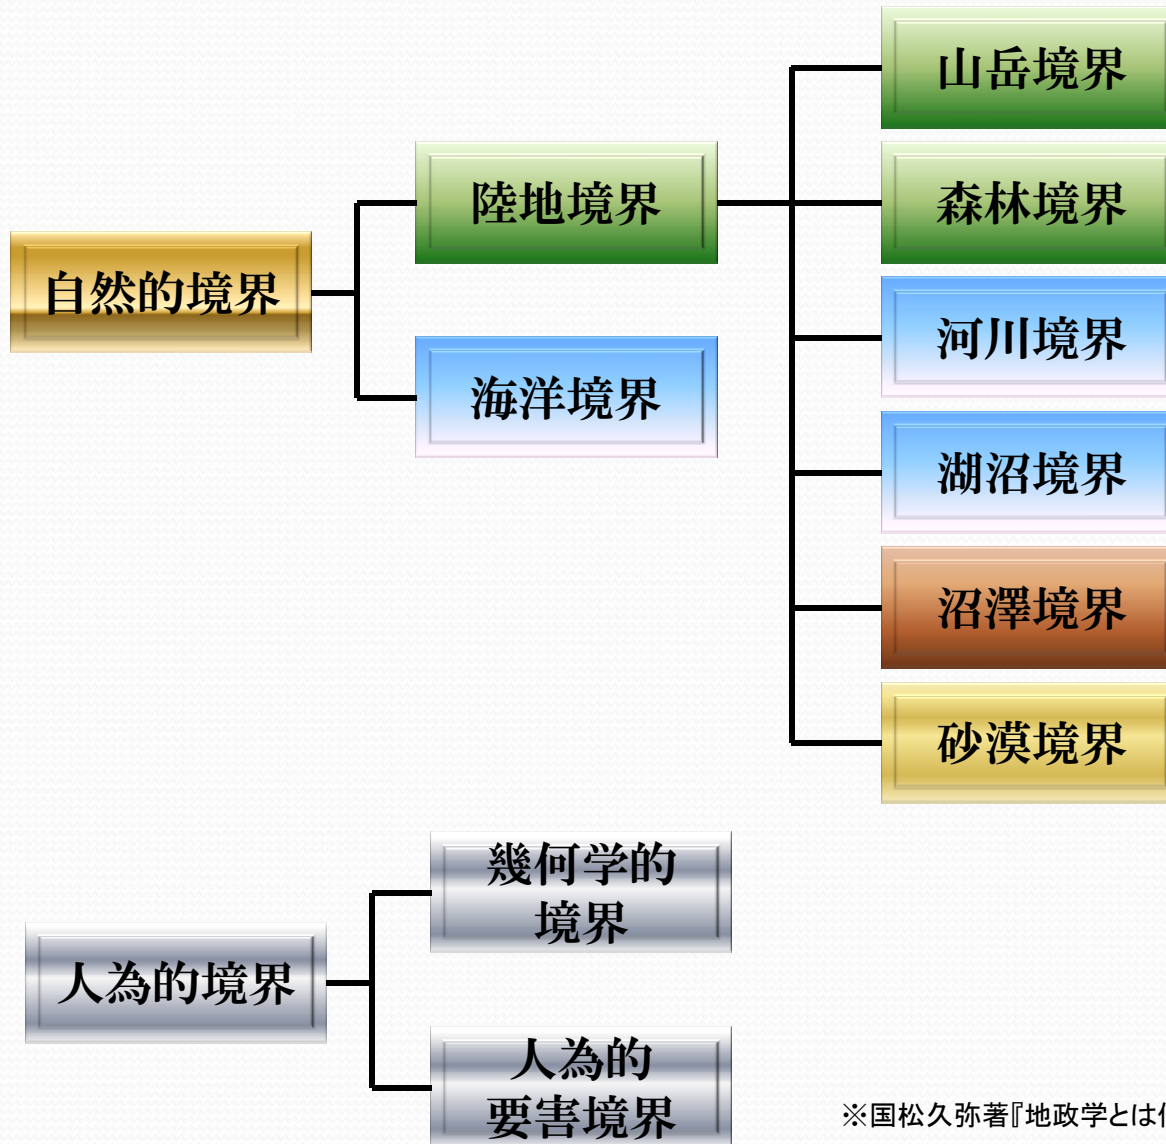 山岳境界
陸地境界
森林境界
自然的境界
河川境界
海洋境界
湖沼境界
沼澤境界
砂漠境界
幾何学的
境界
人為的境界
人為的
要害境界
※国松久弥著『地政学とは